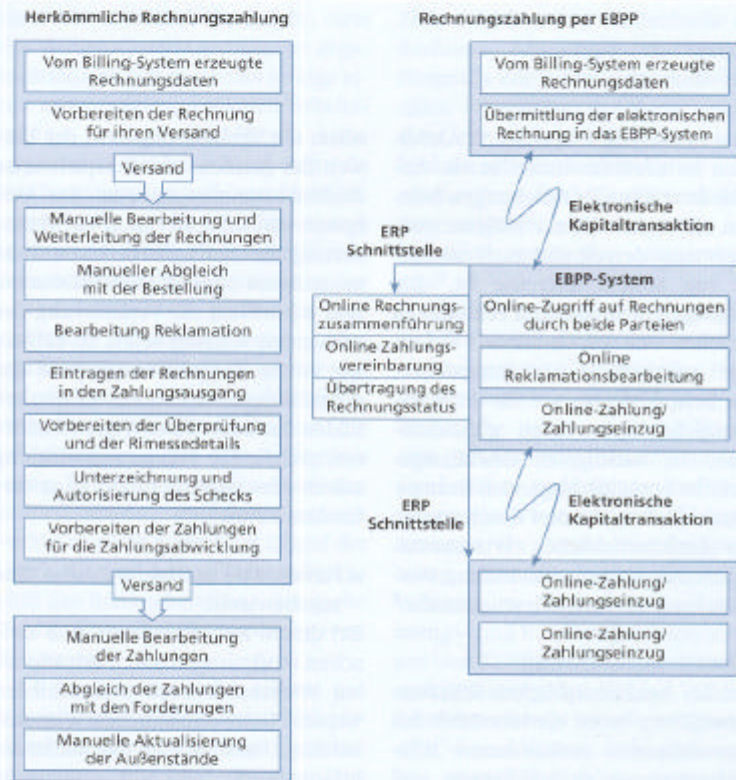 Herkömmliche Rechnungszahlung
Vom Billing-System erzeugte
Rechnungsdaten
Vorbereiten der Rechnung
für ihren Versand
Versand
Manuelle Bearbeitung und
Weiterleitung der Rechnungen
Manueller Abgleich
mit der Bestellung
Bearbeitung Reklamation
Eintragen der Rechnungen
in den Zahlungsausgang
Vorbereiten der Überprüfung
und der Rimessedetails
Unterzeichnung und
Autorisierung des Schecks
Vorbereiten der Zahlungen
für die Zahlungsabwicklung
Versand
Manuelle Bearbeitung
der Zahlungen
Abgleich der Zahlungen
mit den Forderungen
Manuelle Aktualisierung
der Außenstände
Rechnungszahlung per EBPP
Vom Billing-System erzeugte
Rechnungsdaten
Übermittlung der elektronischen
Rechnung in das EBPP-System
Elektronische
Kapitaltransaktion
ERP
Schnittstelle
Online Rechnungs-
zusammenführung
Online Zahlungs-
vereinbarung
Übertragung des
Rechnungsstatus
EBPP-System
Online-Zugriff auf Rechnungen
durch beide Parteien
Online
Reklamationsbearbeitung
Online-Zahlung/
Zahlungseinzug
Elektronische
Kapitaltransaktion
ERP
Schnittstelle
Online-Zahlung/
Zahlungseinzug
Online-Zahlung/
Zahlungseinzug